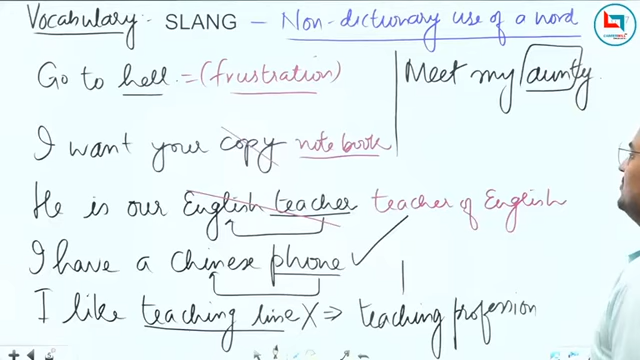 Vocabulary - SLANG - Non-dictionary use of a word
Go to hell = (frustration)
Meet my aunty.
I want your copy notebook
He is our English teacher teacher of English
I have a chinese phone ✓
I like teaching line X ⇒ teaching profession